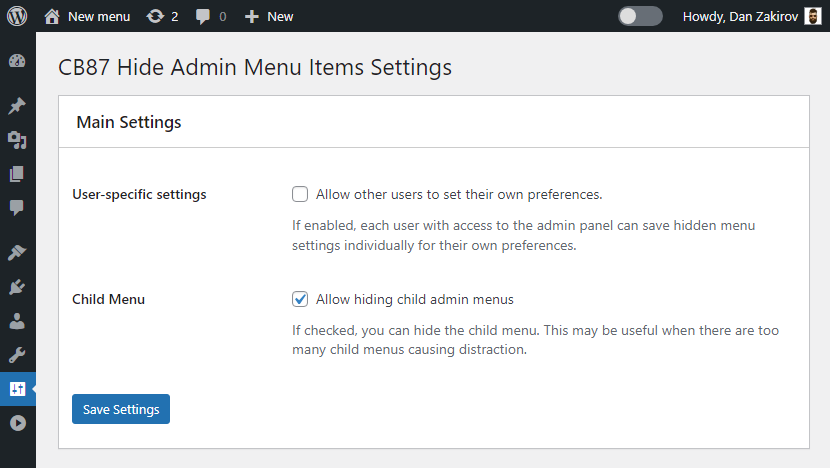 New menu 2 0 New Howdy, Dan Zakirov
CB87 Hide Admin Menu Items Settings
Main Settings
User-specific settings Allow other users to set their own preferences.
If enabled, each user with access to the admin panel can save hidden menu
settings individually for their own preferences.
Child Menu Allow hiding child admin menus
If checked, you can hide the child menu. This may be useful when there are too
many child menus causing distraction.
Save Settings